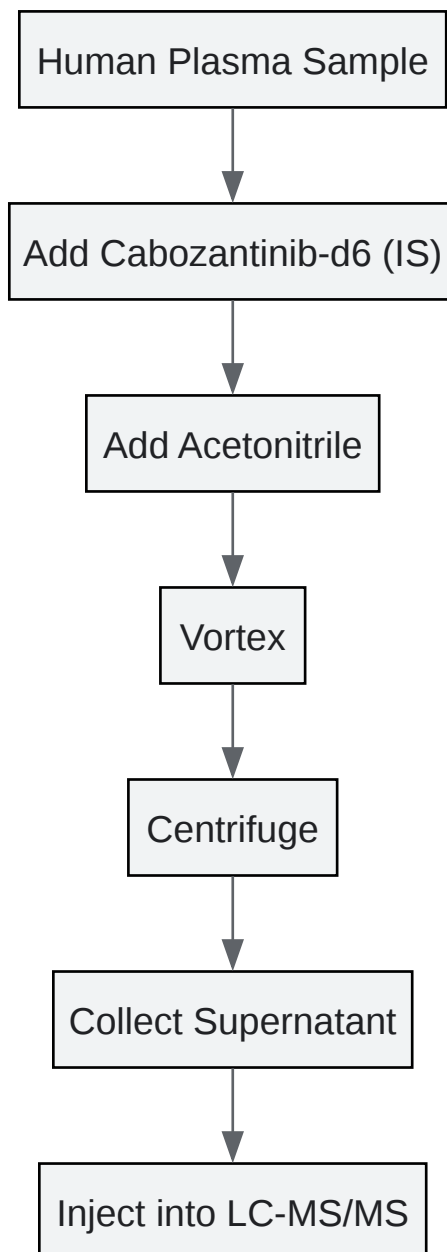 Human Plasma Sample
Add Cabozantinib-d6 (IS)
Add Acetonitrile
Vortex
Centrifuge
Collect Supernatant
Inject into LC-MS/MS